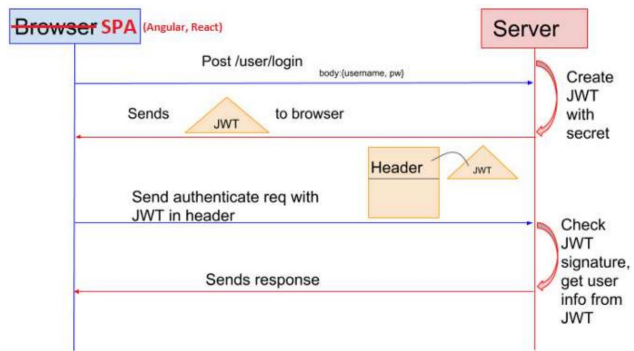 Browser SPA (Angular, React)
Server
Post /user/login
body:{username, pw}
Create
JWT
with
secret
Sends
JWT
to browser
Header
JWT
Send authenticate req with
JWT in header
Check
JWT
signature,
get user
info from
JWT
Sends response